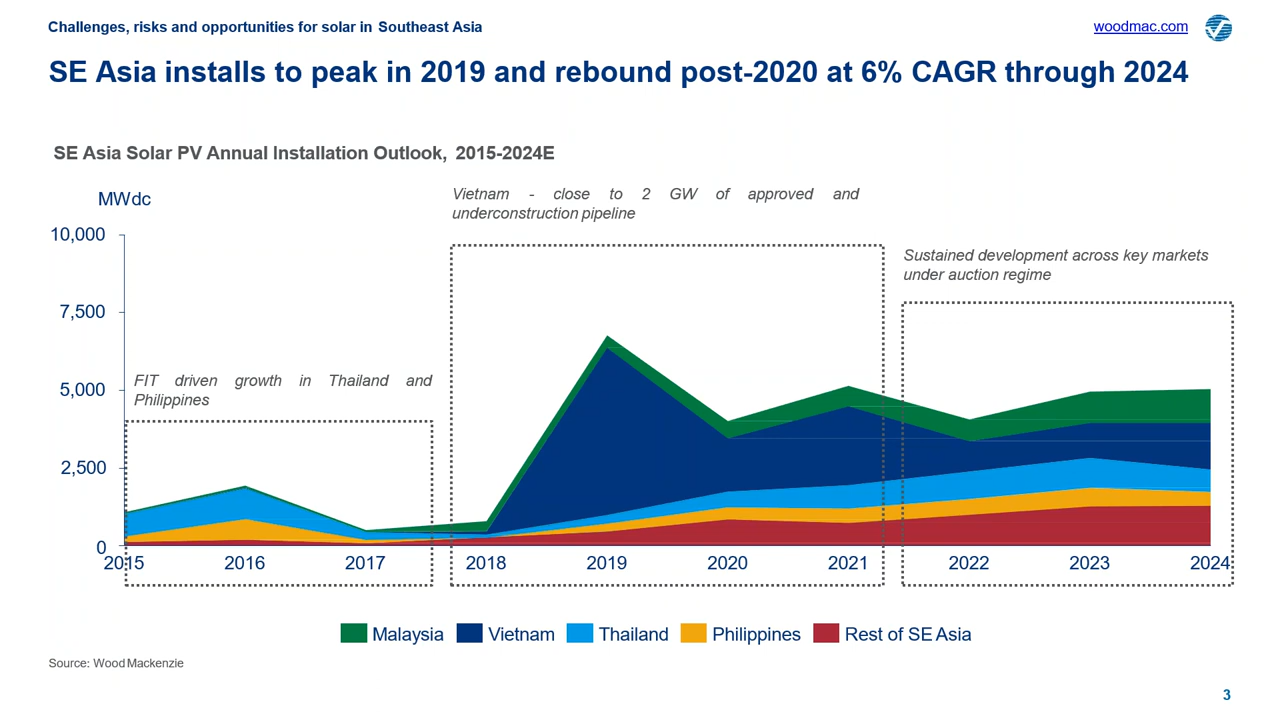 Challenges, risks and opportunities for solar in Southeast Asia
woodmac.com
SE Asia installs to peak in 2019 and rebound post-2020 at 6% CAGR through 2024
SE Asia Solar PV Annual Installation Outlook, 2015-2024E
MWdc
Vietnam - close to 2 GW of approved and
underconstruction pipeline
Sustained development across key markets
under auction regime
FIT driven growth in Thailand and
Philippines
10,000
7,500
5,000
2,500
0
2015 2016 2017 2018 2019 2020 2021 2022 2023 2024
Malaysia Vietnam Thailand Philippines Rest of SE Asia
Source: Wood Mackenzie
3